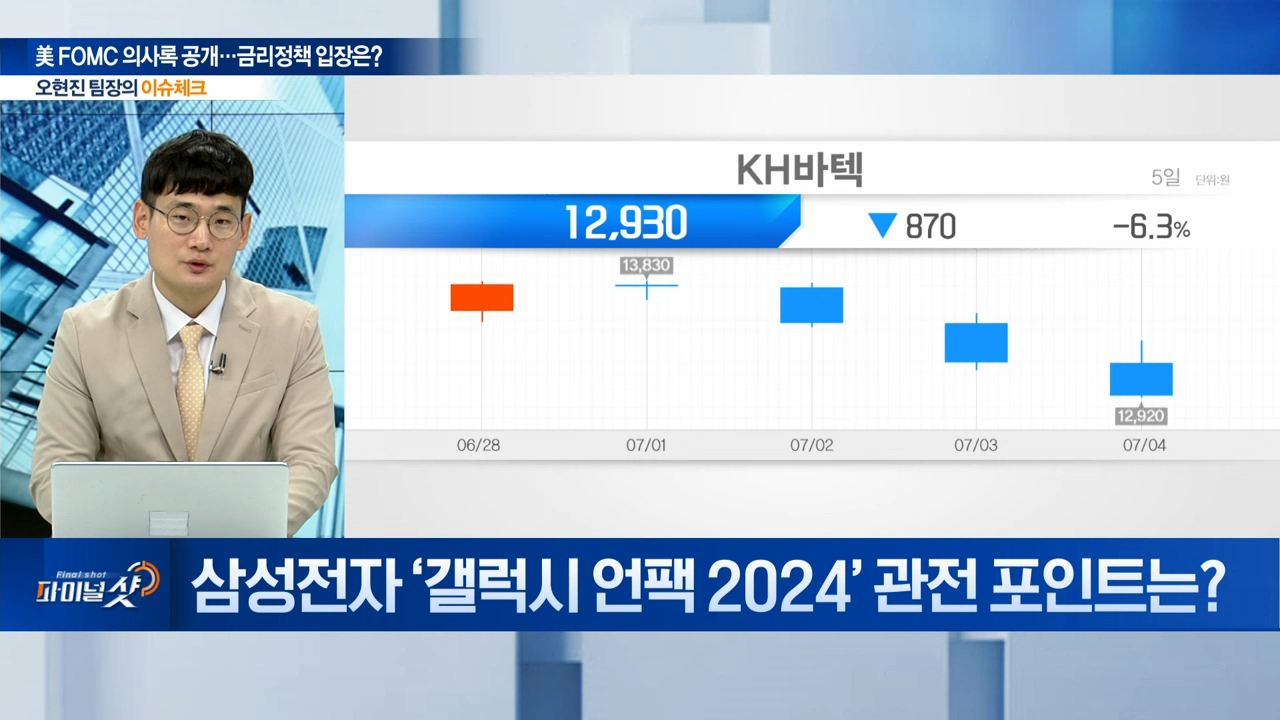 美 FOMC 의사록 공개…금리정책 입장은?
오현진 팀장의 이슈체크
KH바텍
5일 단위:원
12,930 ▼ 870 -6.3%
13,830
12,920
06/28 07/01 07/02 07/03 07/04
Final shot
파이널샷
삼성전자 ‘갤럭시 언팩 2024’ 관전 포인트는?